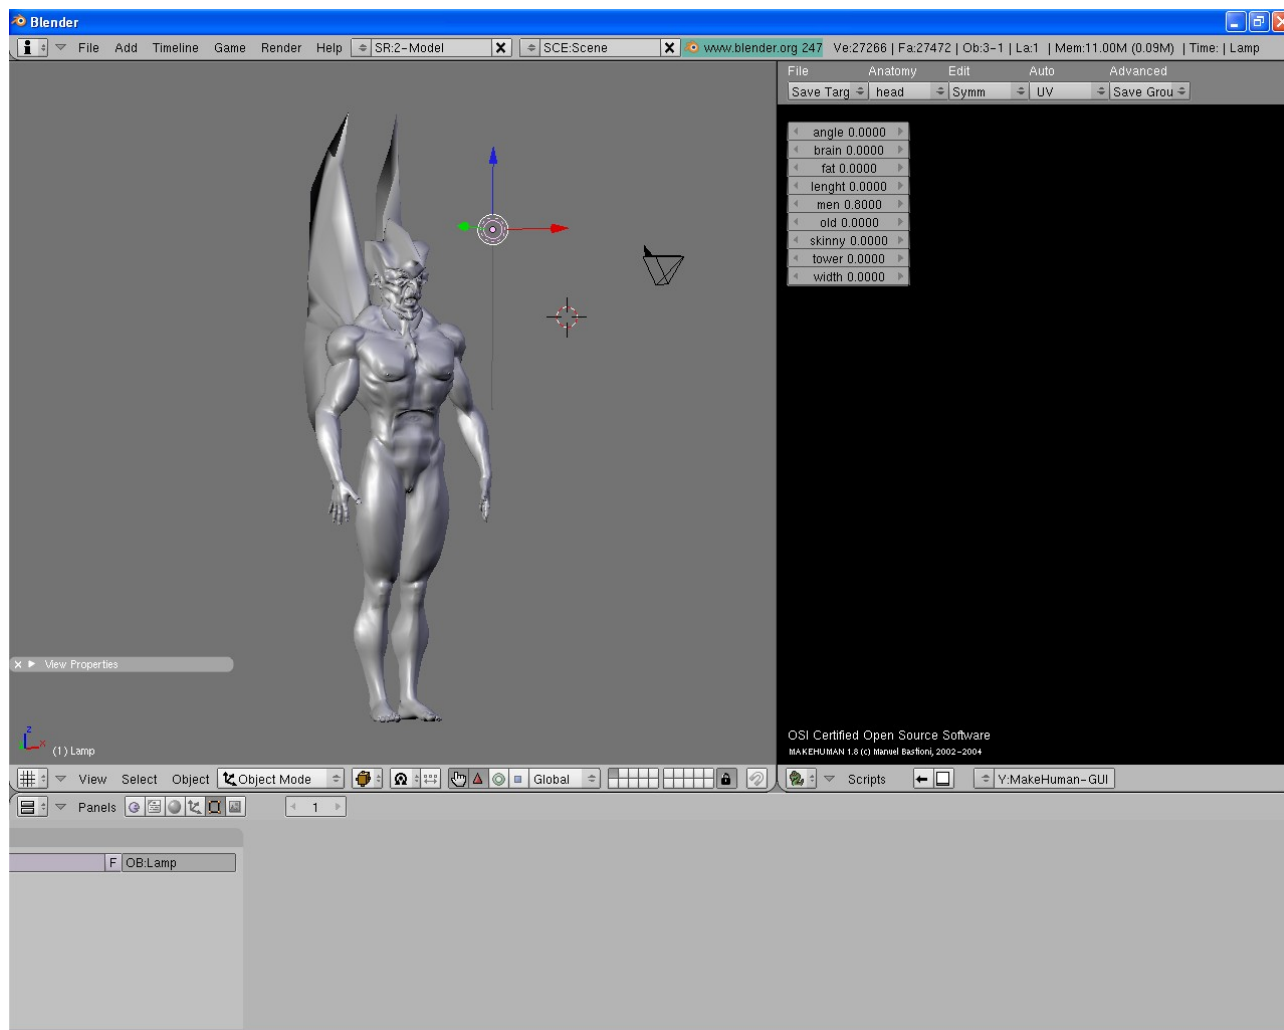 Blender
File Add Timeline Game Render Help SR:2-Model SCE:Scene www.blender.org 247 Ve:27266 | Fa:27472 | Ob:3-1 | La:1 | Mem:11.00M (0.09M) | Time: | Lamp
File Anatomy Edit Auto Advanced
Save Targ head Symm UV Save Grou
angle 0.0000
brain 0.0000
fat 0.0000
lenght 0.0000
men 0.8000
old 0.0000
skinny 0.0000
tower 0.0000
width 0.0000
View Properties
z
x
(1) Lamp
OSI Certified Open Source Software
MAKEHUMAN 1.8 (c) Manuel Bastioni, 2002-2004
View Select Object Object Mode Global
Scripts Y:MakeHuman-GUI
Panels 1
F OB:Lamp